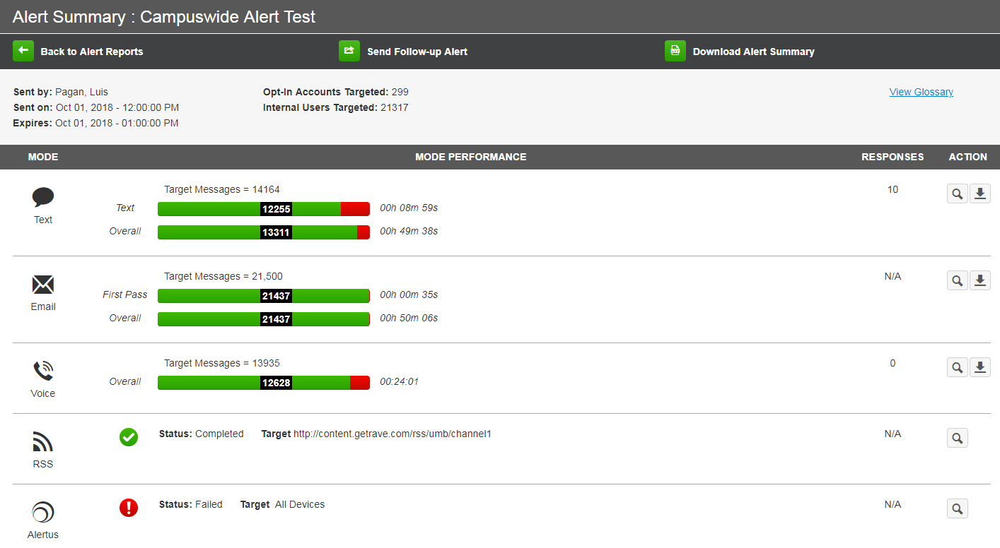 Alert Summary : Campuswide Alert Test
Back to Alert Reports
Send Follow-up Alert
Download Alert Summary
Sent by: Pagan, Luis
Opt-In Accounts Targeted: 299
View Glossary
Sent on: Oct 01, 2018 - 12:00:00 PM
Internal Users Targeted: 21317
Expires: Oct 01, 2018 - 01:00:00 PM
MODE MODE PERFORMANCE RESPONSES ACTION
Target Messages = 14164
10
Text 12255 00h 08m 59s
Text
Overall 13311 00h 49m 38s
Target Messages = 21,500
N/A
First Pass 21437 00h 00m 35s
Email
Overall 21437 00h 50m 06s
Target Messages = 13935
0
Overall 12628 00:24:01
Voice
Status: Completed Target http://content.getrave.com/rss/umb/channel1
N/A
RSS
Status: Failed Target All Devices
N/A
Alertus